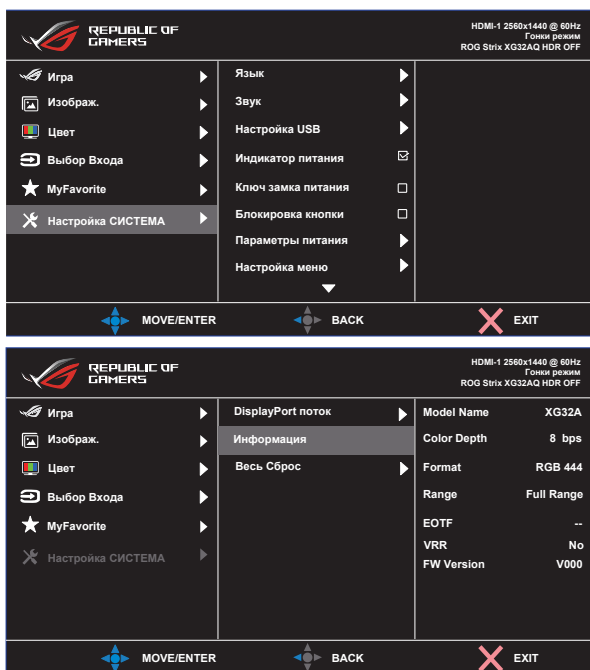 REPUBLIC OF
GAMERS
HDMI-1 2560x1440 @ 60Hz
Гонки режим
ROG Strix XG32AQ HDR OFF
Игра
Изображ.
Цвет
Выбор Входа
MyFavorite
Настройка СИСТЕМА
Язык
Звук
Настройка USB
Индикатор питания
Ключ замка питания
Блокировка кнопки
Параметры питания
Настройка меню
MOVE/ENTER
BACK
EXIT
REPUBLIC OF
GAMERS
HDMI-1 2560x1440 @ 60Hz
Гонки режим
ROG Strix XG32AQ HDR OFF
Игра
Изображ.
Цвет
Выбор Входа
MyFavorite
Настройка СИСТЕМА
DisplayPort поток
Информация
Весь Сброс
Model Name XG32A
Color Depth 8 bps
Format RGB 444
Range Full Range
EOTF --
VRR No
FW Version V000
MOVE/ENTER
BACK
EXIT